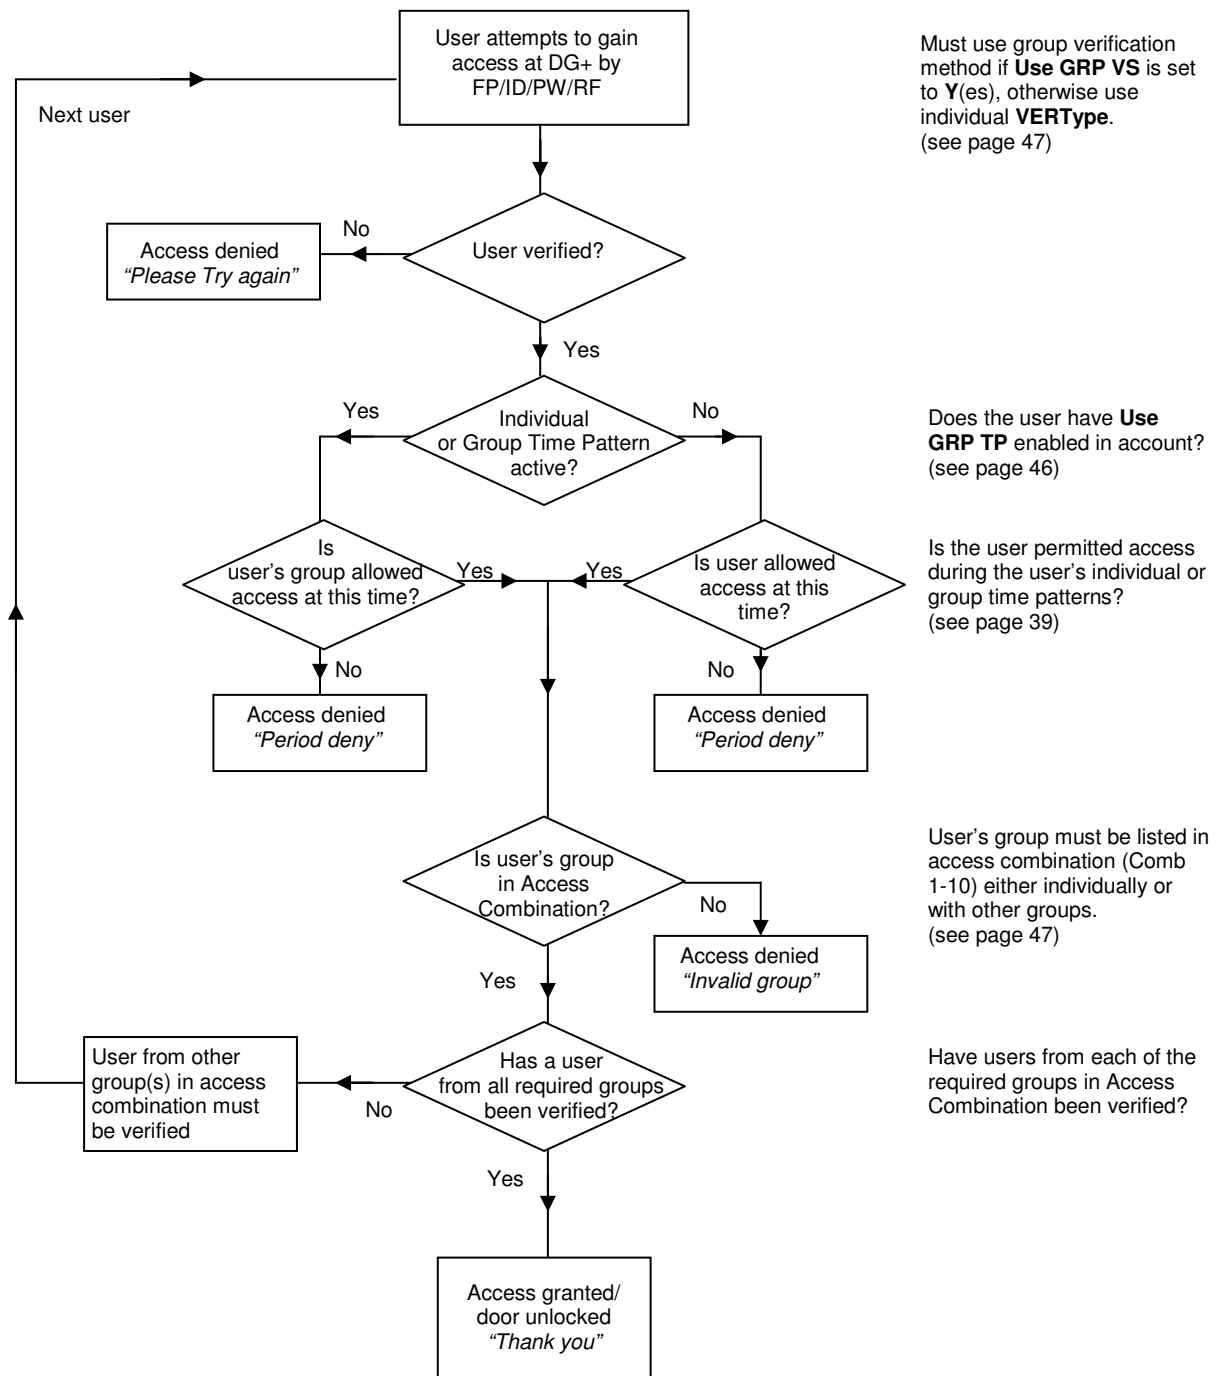 User attempts to gain
access at DG+ by
FP/ID/PW/RF
Must use group verification
method if Use GRP VS is set
to Y(es), otherwise use
individual VERType.
(see page 47)
Next user
User verified?
No
Access denied
“Please Try again”
Yes
Individual
or Group Time Pattern
active?
Yes
No
Does the user have Use
GRP TP enabled in account?
(see page 46)
Is
user’s group allowed
access at this time?
Yes
Yes
Is user allowed
access at this
time?
Is the user permitted access
during the user’s individual or
group time patterns?
(see page 39)
No
No
Access denied
“Period deny”
Access denied
“Period deny”
Is user’s group
in Access
Combination?
No
User’s group must be listed in
access combination (Comb
1-10) either individually or
with other groups.
(see page 47)
Access denied
“Invalid group”
Yes
User from other
group(s) in access
combination must
be verified
No
Has a user
from all required groups
been verified?
Have users from each of the
required groups in Access
Combination been verified?
Yes
Access granted/
door unlocked
“Thank you”